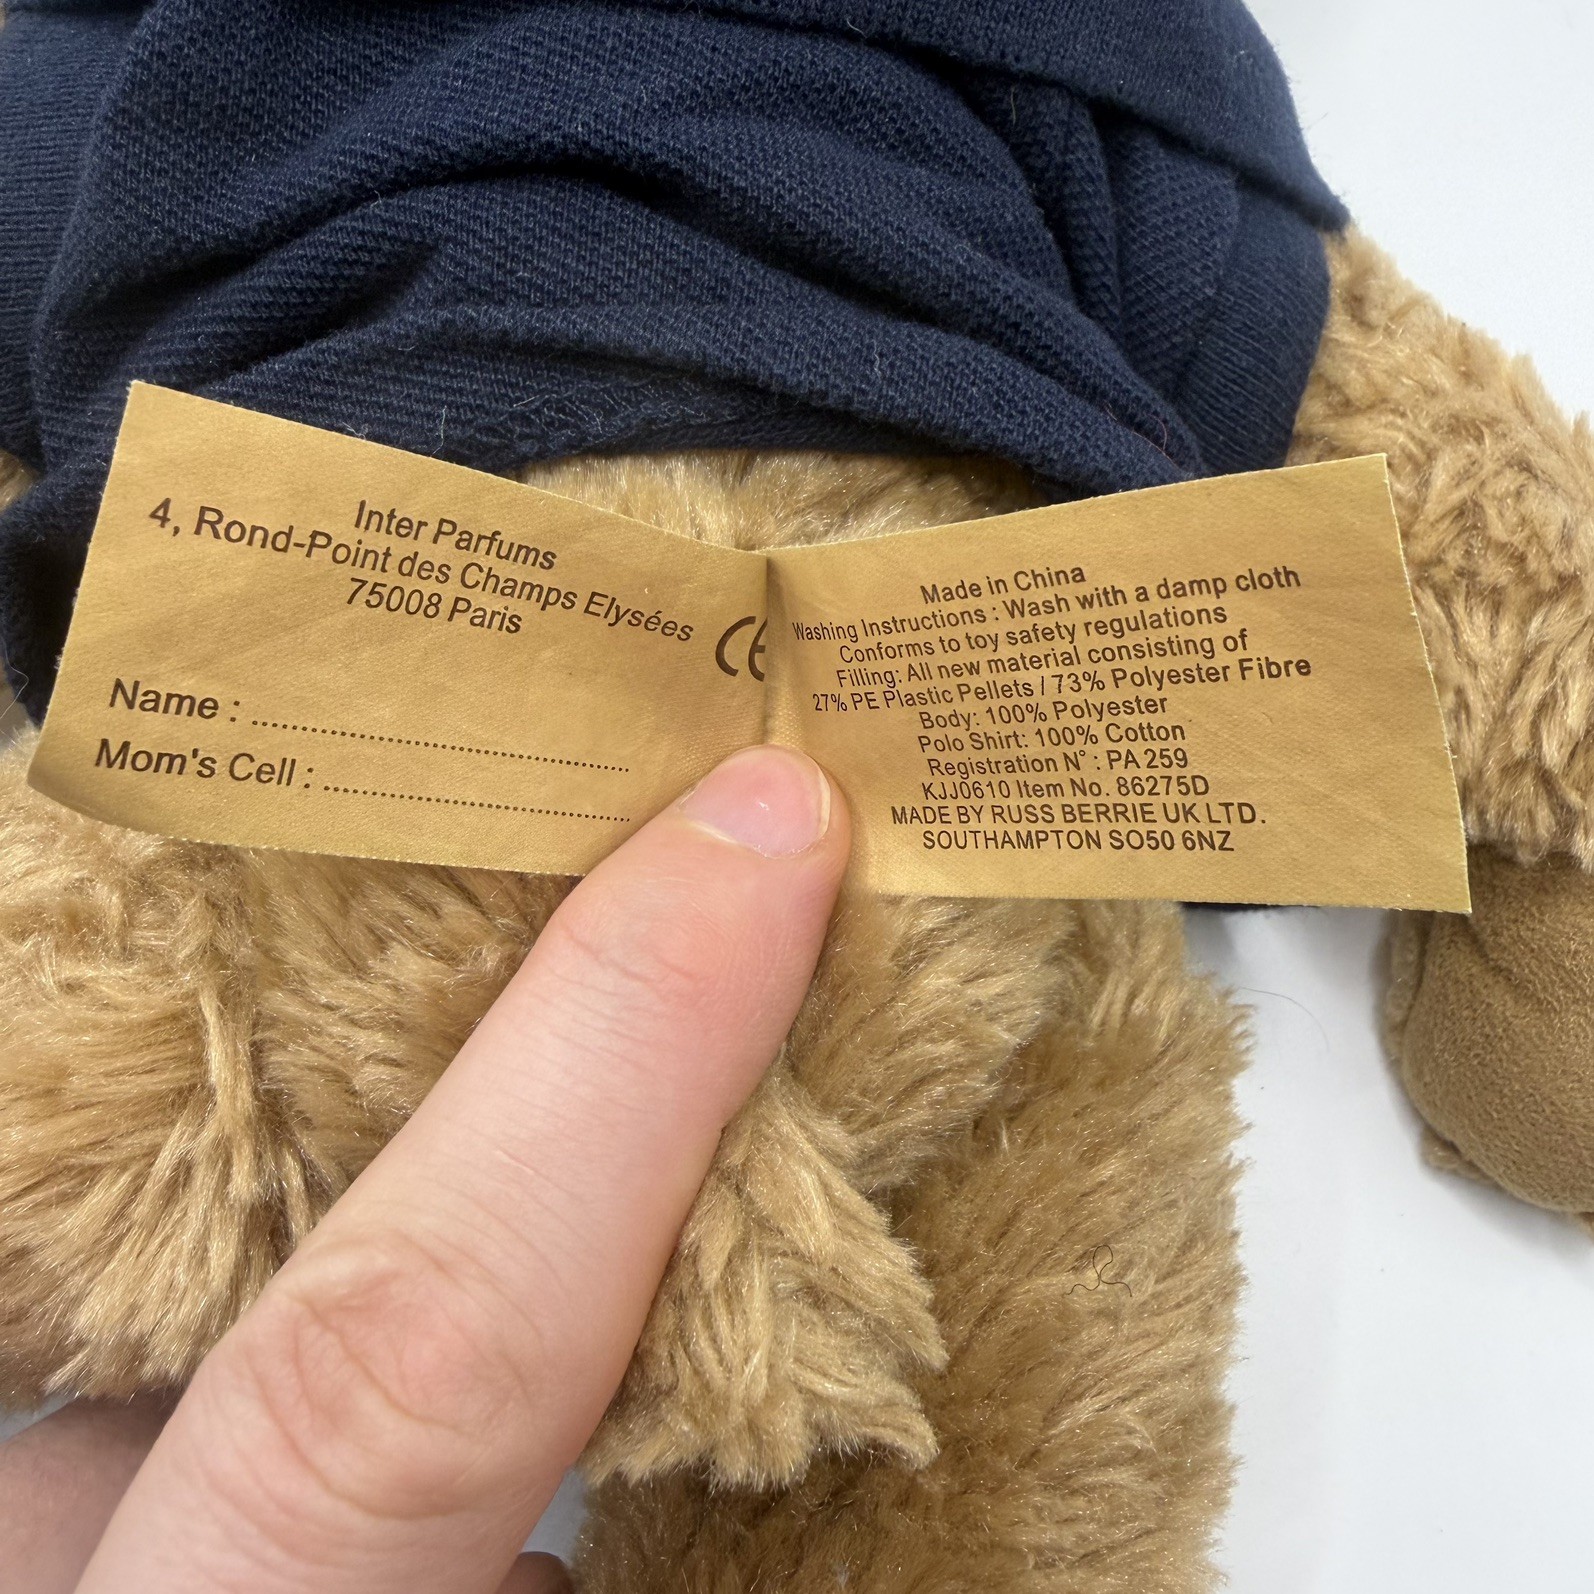 Inter Parfums
4, Rond-Point des Champs Elysées
75008 Paris
CE
Name : ..........................................................
Mom's Cell : ...............................................
Made in China
Washing Instructions : Wash with a damp cloth
Conforms to toy safety regulations
Filling: All new material consisting of
27% PE Plastic Pellets / 73% Polyester Fibre
Body: 100% Polyester
Polo Shirt: 100% Cotton
Registration N° : PA 259
KJJ0610 Item No. 86275D
MADE BY RUSS BERRIE UK LTD.
SOUTHAMPTON SO50 6NZ